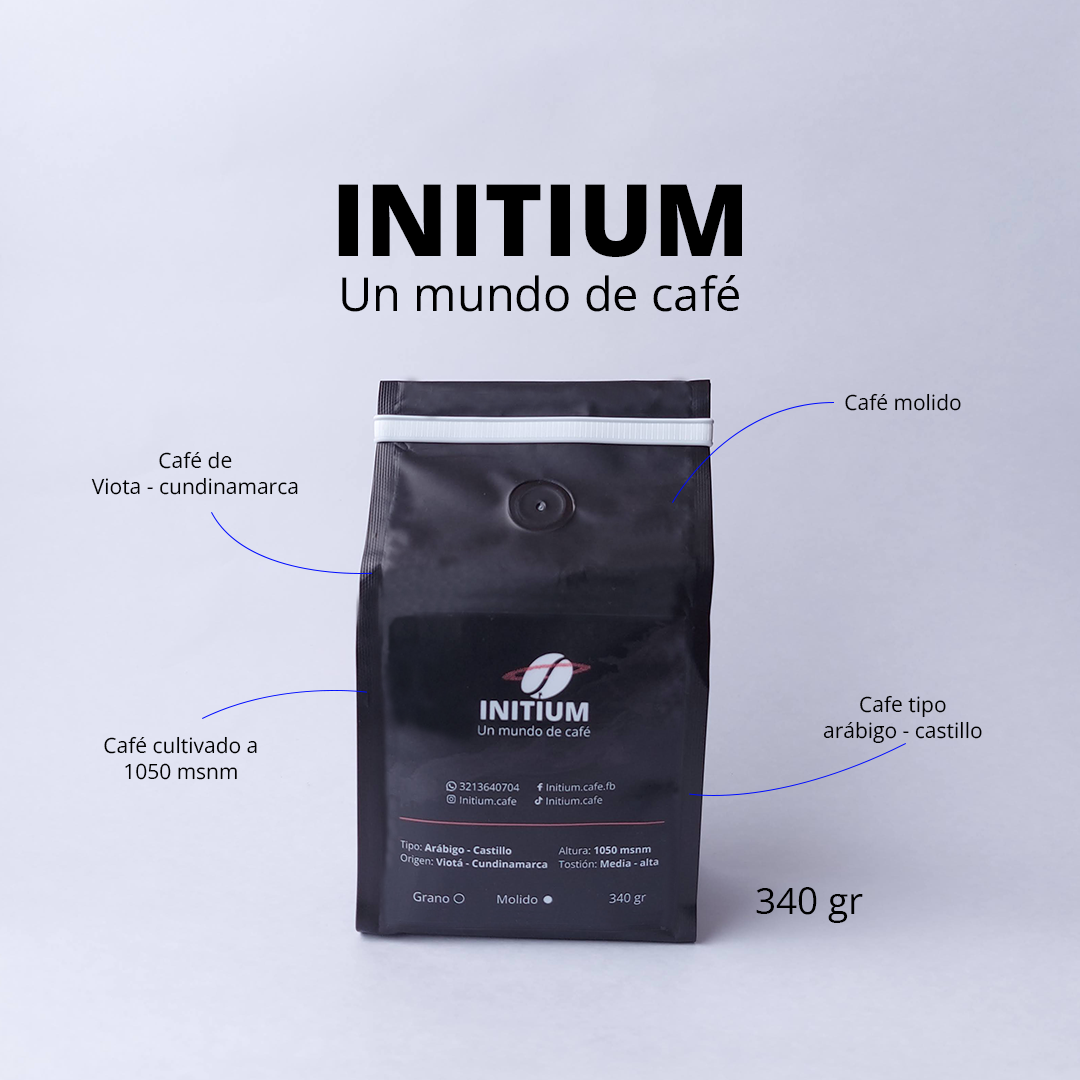 INITIUM
Un mundo de café
Café molido
Café de
Viota - cundinamarca
Café cultivado a
1050 msnm
Cafe tipo
arábigo - castillo
340 gr
INITIUM
Un mundo de café
3213640704 Initium.cafe.fb
Initium.cafe Initium.cafe
Tipo: Arábigo - Castillo Altura: 1050 msnm
Origen: Viotá - Cundinamarca Tostión: Media - alta
Grano Molido 340 gr